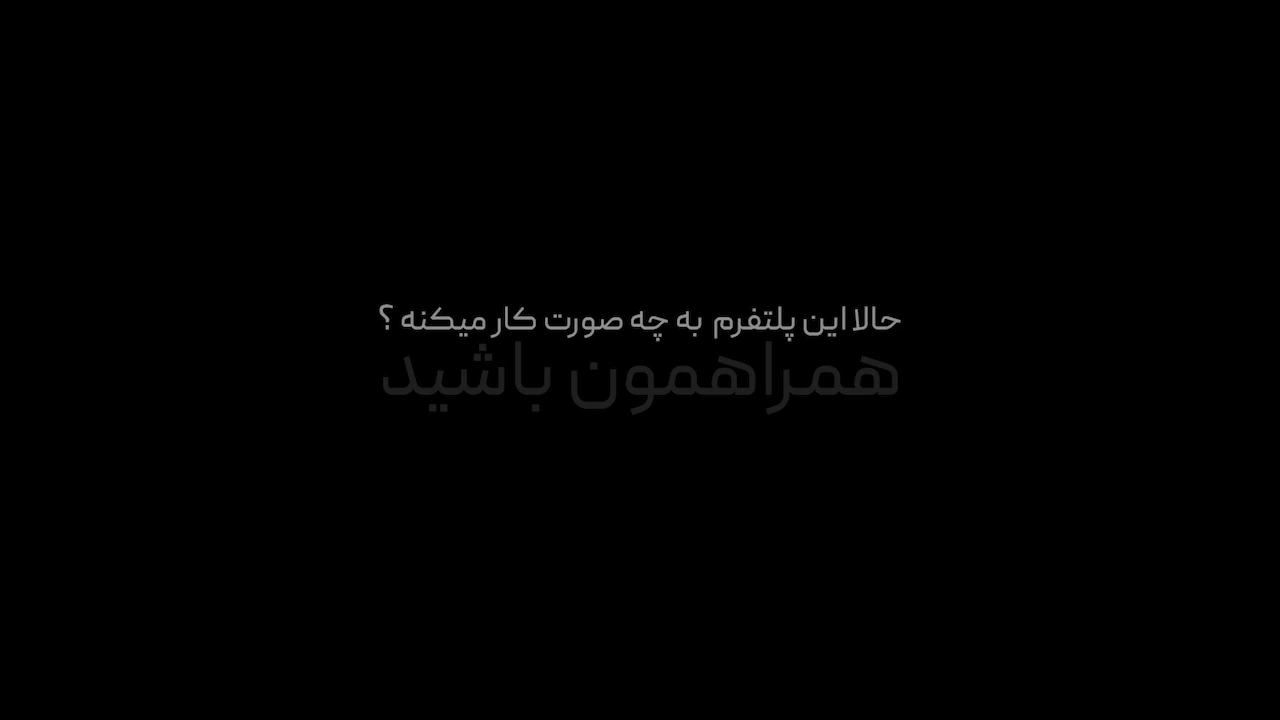 حالا این پلتفرم به چه صورت کار میکنه ؟
همراهمون باشید